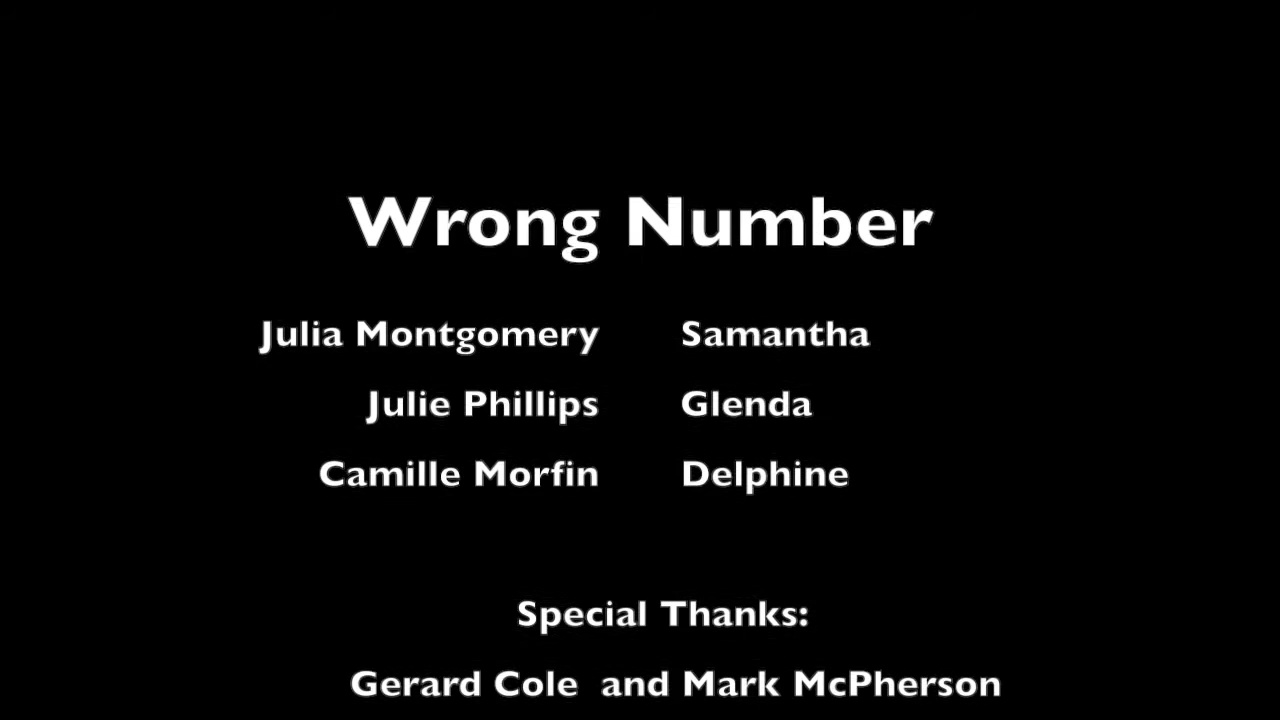 Wrong Number
Julia Montgomery Samantha
Julie Phillips Glenda
Camille Morfin Delphine
Special Thanks:
Gerard Cole and Mark McPherson